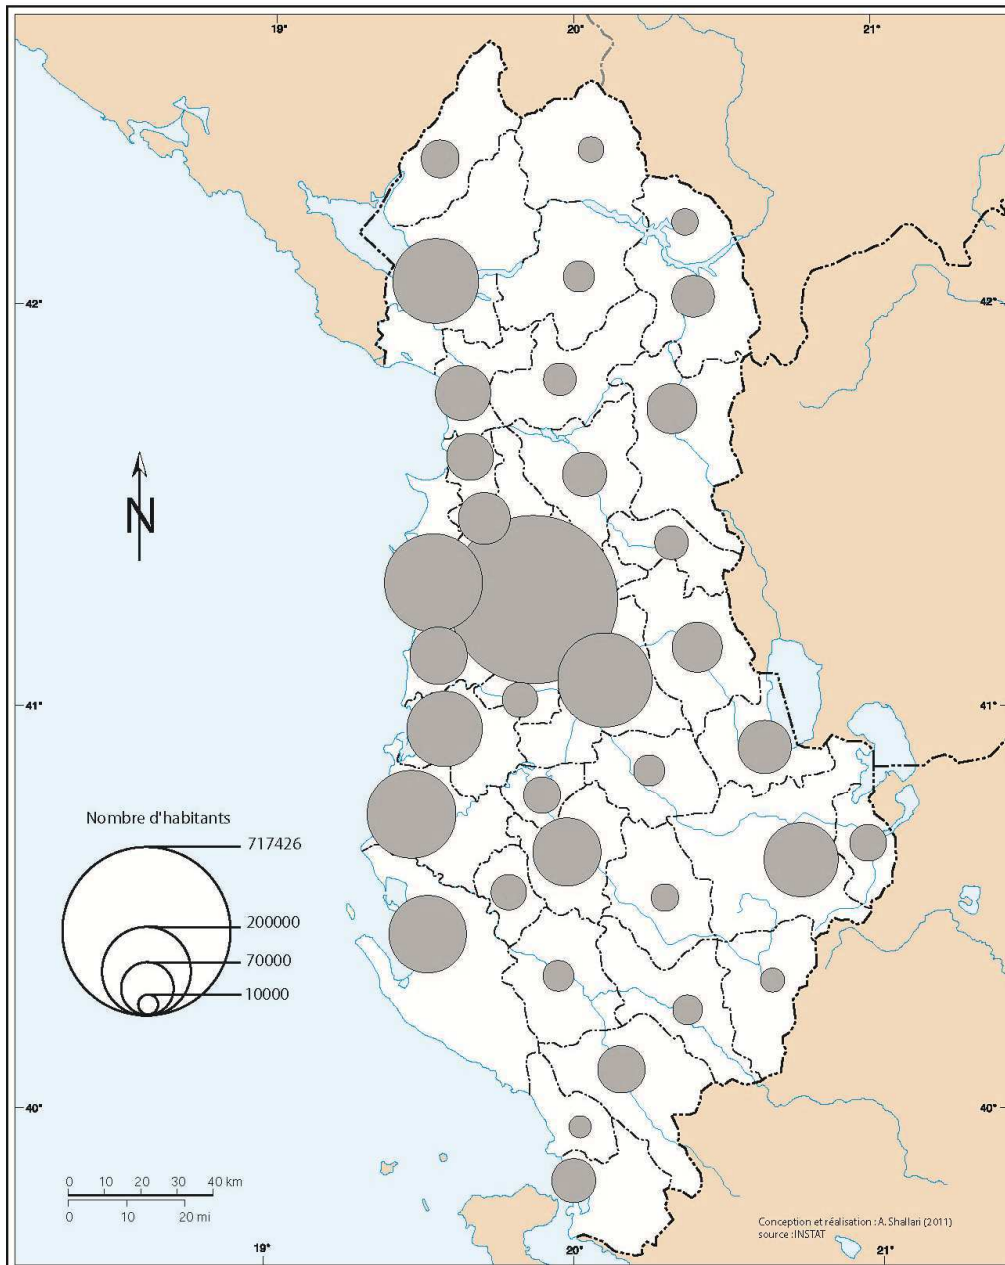 19° 20° 21°
42° 42°
N
41° 41°
Nombre d'habitants
717426
200000
70000
10000
40° 40°
0 10 20 30 40 km
0 10 20 mi
Conception et réalisation : A. Shallari (2011)
source : INSTAT
19° 20° 21°